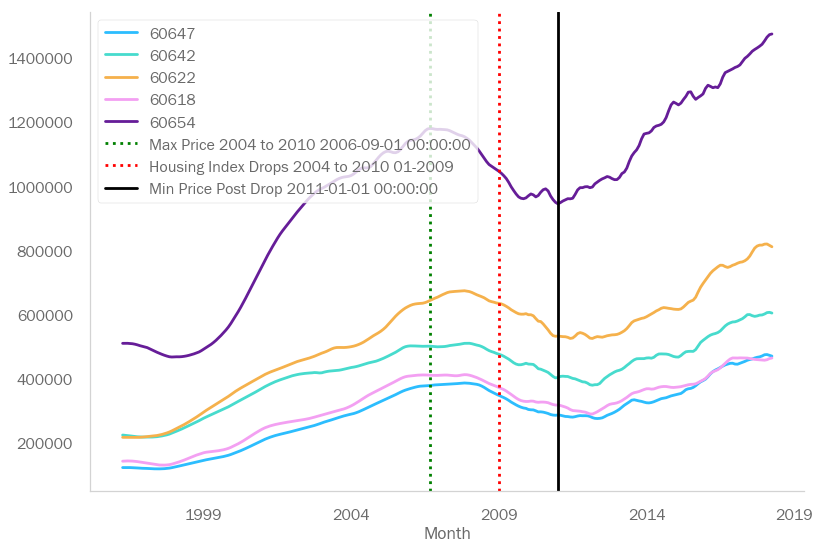 60647
60642
60622
60618
60654
Max Price 2004 to 2010 2006-09-01 00:00:00
Housing Index Drops 2004 to 2010 01-2009
Min Price Post Drop 2011-01-01 00:00:00
1400000
1200000
1000000
800000
600000
400000
200000
1999 2004 2009 2014 2019
Month